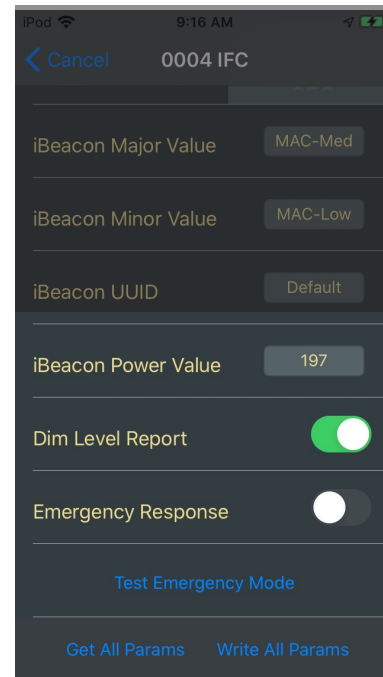 iPod 9:16 AM
Cancel 0004 IFC
iBeacon Major Value MAC-Med
iBeacon Minor Value MAC-Low
iBeacon UUID Default
iBeacon Power Value 197
Dim Level Report
Emergency Response
Test Emergency Mode
Get All Params Write All Params